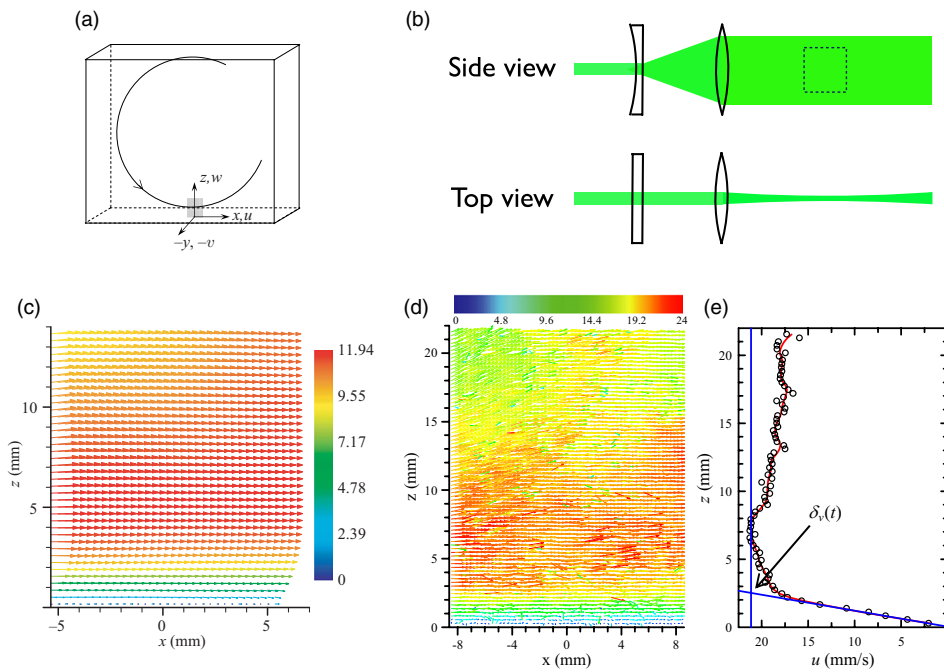 (a)
z,w
x,u
−y, −v
(b)
Side view
Top view
(c)
z (mm)
10
5
−5
0
5
x (mm)
11.94
9.55
7.17
4.78
2.39
0
(d)
0
4.8
9.6
14.4
19.2
24
z (mm)
20
15
10
5
0
-8
-4
0
4
8
x (mm)
(e)
z (mm)
20
15
10
5
0
δv(t)
20
15
10
5
u (mm/s)